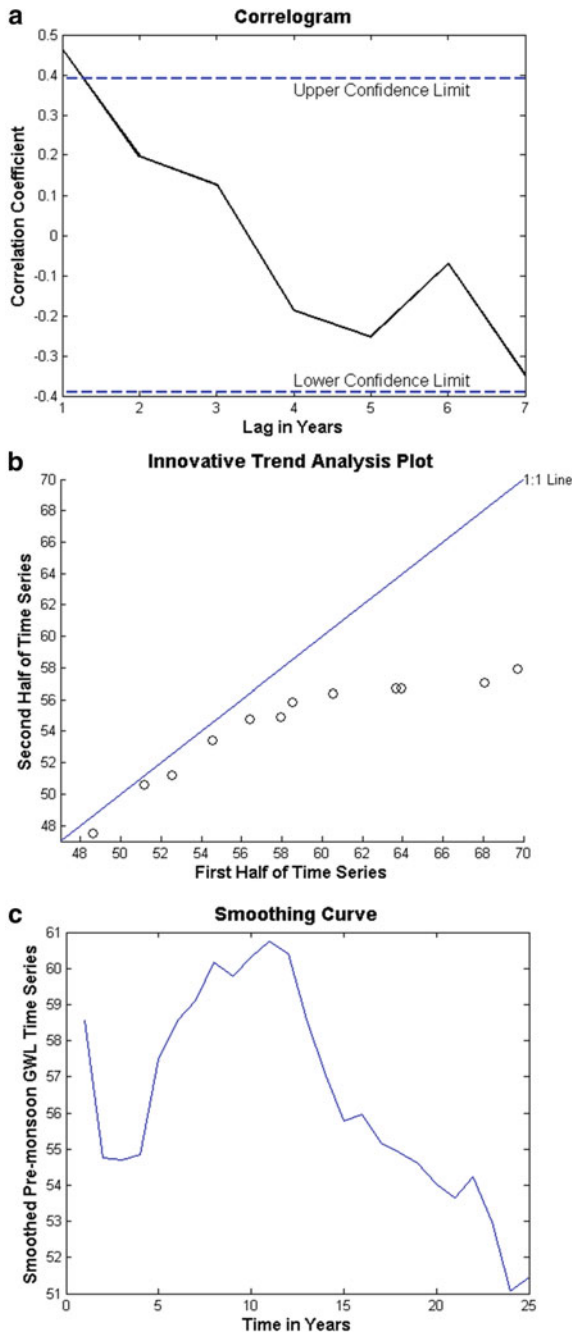 a
Correlogram
0.5
0.4
0.3
0.2
0.1
0
-0.1
-0.2
-0.3
-0.4
Correlation Coefficient
Upper Confidence Limit
Lower Confidence Limit
1 2 3 4 5 6 7
Lag in Years
b
Innovative Trend Analysis Plot
70
68
66
64
62
60
58
56
54
52
50
48
Second Half of Time Series
1:1 Line
48 50 52 54 56 58 60 62 64 66 68 70
First Half of Time Series
c
Smoothing Curve
61
60
59
58
57
56
55
54
53
52
51
Smoothed Pre-monsoon GWL Time Series
0 5 10 15 20 25
Time in Years